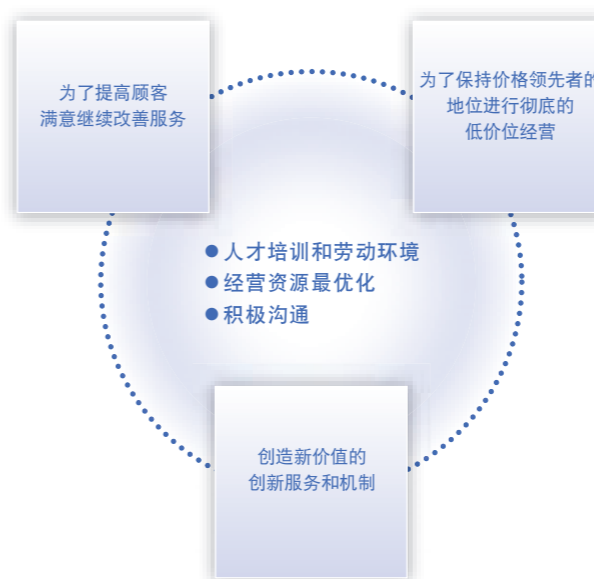 为了提高顾客
满意继续改善服务
为了保持价格领先者的
地位进行彻底的
低价位经营
●人才培训和劳动环境
●经营资源最优化
●积极沟通
创造新价值的
创新服务和机制